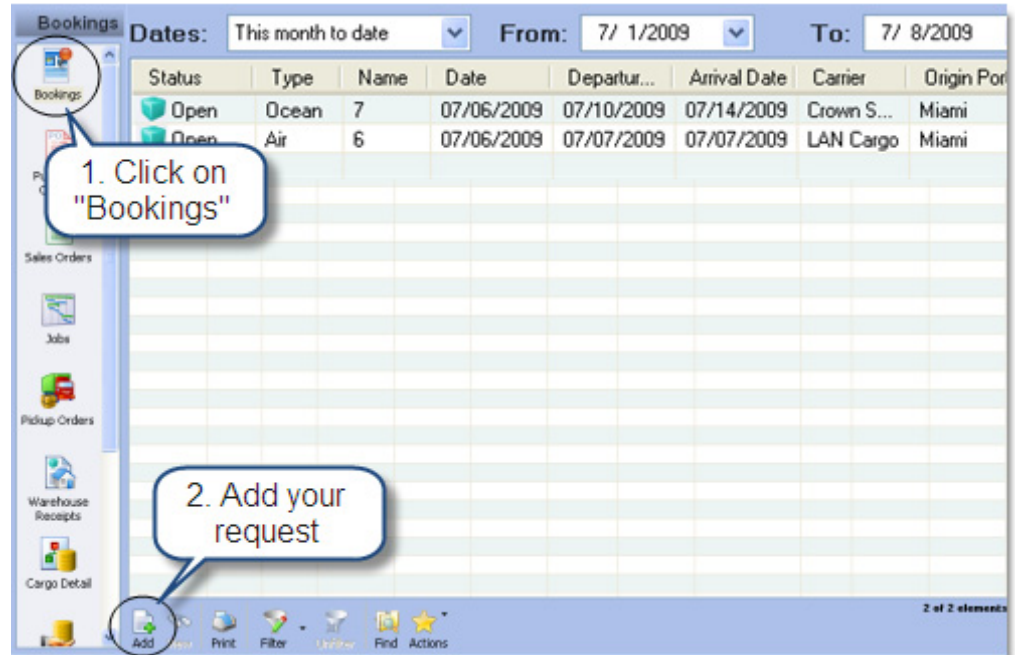 Bookings
Dates: This month to date From: 7/ 1/2009 To: 7/ 8/2009
Status Type Name Date Departur... Arrival Date Carrier Origin Por
Open Ocean 7 07/06/2009 07/10/2009 07/14/2009 Crown S... Miami
Open Air 6 07/06/2009 07/07/2009 07/07/2009 LAN Cargo Miami
Bookings
1. Click on
"Bookings"
Sales Orders
Jobs
Pickup Orders
Warehouse
Receipts
Cargo Detail
2. Add your
request
Add Print Filter Find Actions
2 of 2 elements